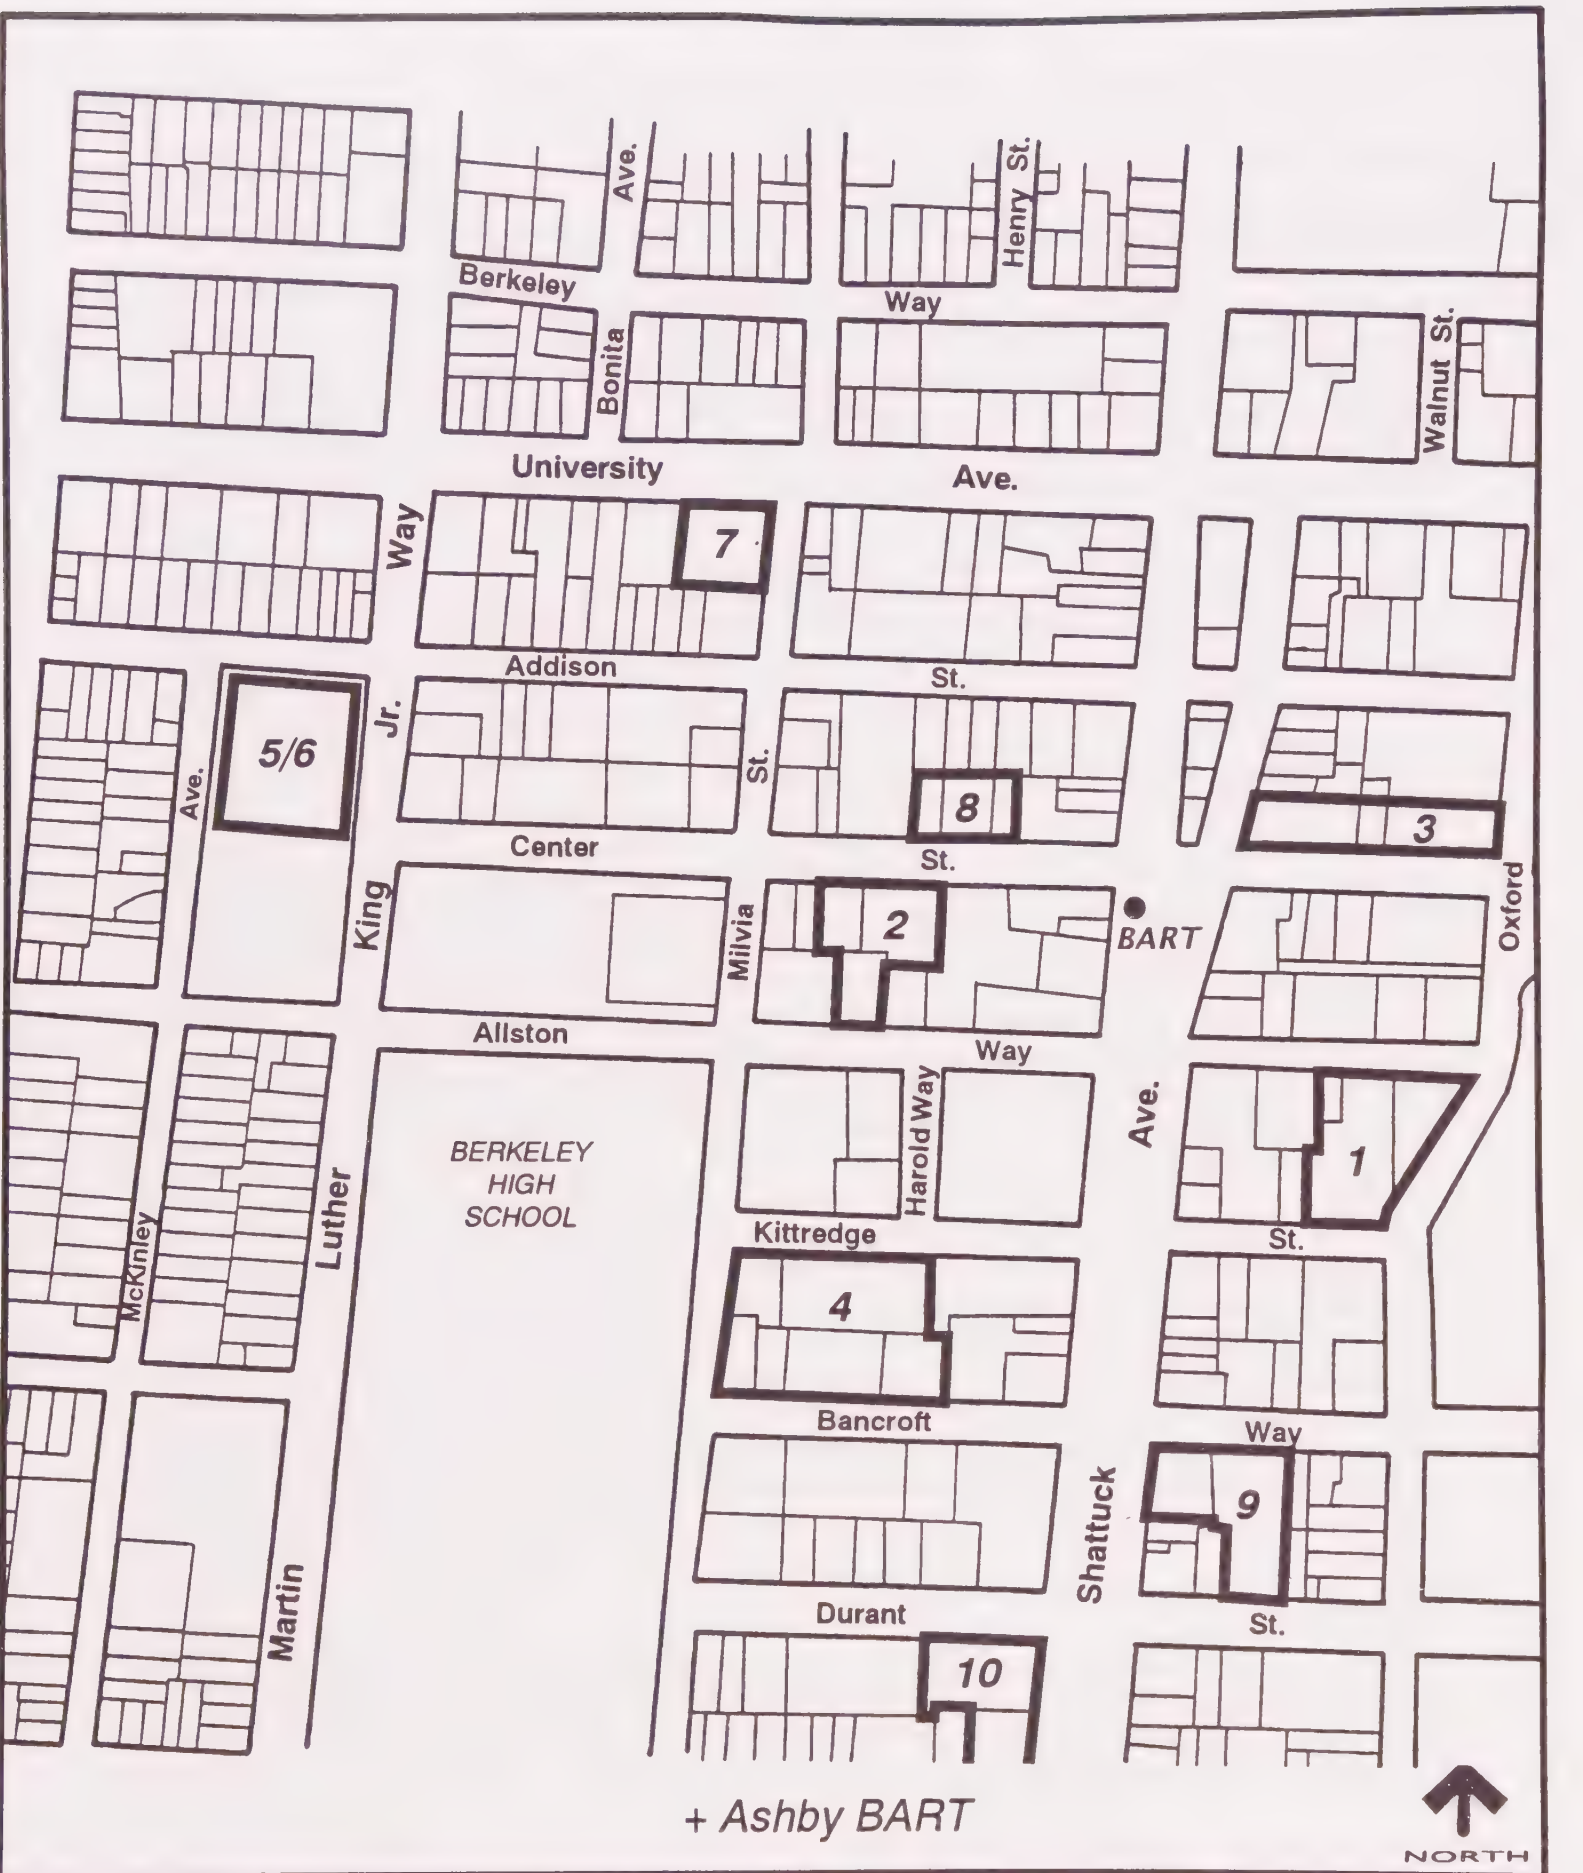 Ave.
Henry St.
Berkeley
Way
Bonita
Walnut St.
University
Ave.
Way
7
Addison
St.
Jr.
5/6
St.
Ave.
8
3
Center
St.
King
2
BART
Oxford
Milvia
Allston
Way
Harold Way
Ave.
BERKELEY
HIGH
SCHOOL
1
Luther
McKinley
Kittredge
St.
4
Bancroft
Way
Shattuck
9
Martin
Durant
St.
10
+ Ashby BART
NORTH